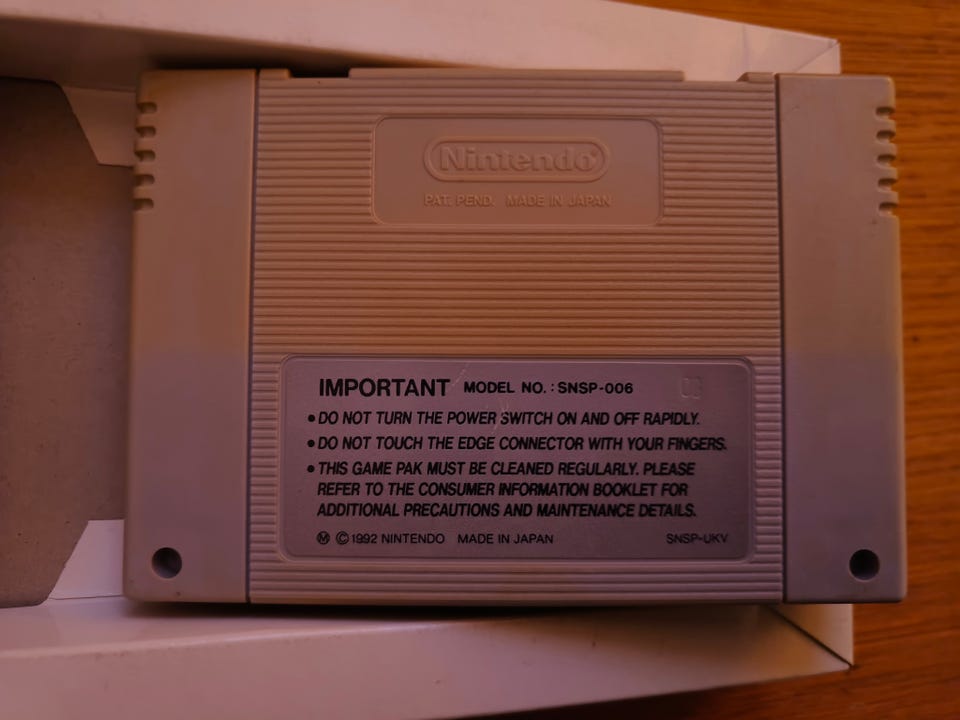 Nintendo®
PAT. PEND. MADE IN JAPAN
IMPORTANT MODEL NO. : SNSP-006
• DO NOT TURN THE POWER SWITCH ON AND OFF RAPIDLY.
• DO NOT TOUCH THE EDGE CONNECTOR WITH YOUR FINGERS.
• THIS GAME PAK MUST BE CLEANED REGULARLY. PLEASE
REFER TO THE CONSUMER INFORMATION BOOKLET FOR
ADDITIONAL PRECAUTIONS AND MAINTENANCE DETAILS.
Ⓜ ©1992 NINTENDO MADE IN JAPAN SNSP-UKV